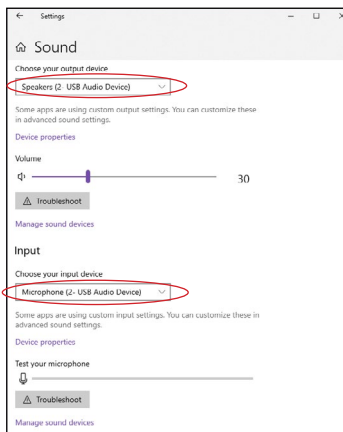 Settings
Sound
Choose your output device
Speakers (2- USB Audio Device)
Some apps are using custom output settings. You can customize these
in advanced sound settings.
Device properties
Volume
30
Troubleshoot
Manage sound devices
Input
Choose your input device
Microphone (2- USB Audio Device)
Some apps are using custom input settings. You can customize these in
advanced sound settings.
Device properties
Test your microphone
Troubleshoot
Manage sound devices